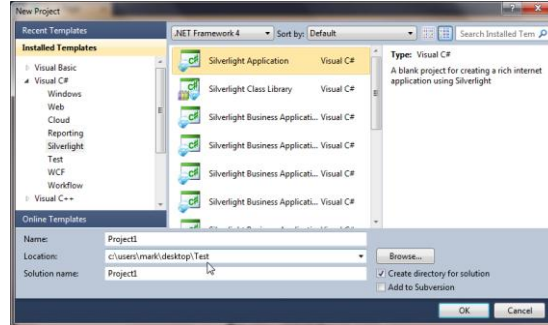 New Project
Recent Templates
.NET Framework 4 Sort by: Default Search Installed Tem
Installed Templates
Visual Basic
Visual C#
Windows
Web
Cloud
Reporting
Silverlight
Test
WCF
Workflow
Visual C++
Online Templates
Silverlight Application Visual C#
Silverlight Class Library Visual C#
Silverlight Business Applicati... Visual C#
Silverlight Business Applicati... Visual C#
Silverlight Business Applicati... Visual C#
Silverlight Business Applicati... Visual C#
Type: Visual C#
A blank project for creating a rich internet
application using Silverlight
Name: Project1
Location: c:\users\mark\desktop\Test Browse...
Solution name: Project1 Create directory for solution
Add to Subversion
OK Cancel